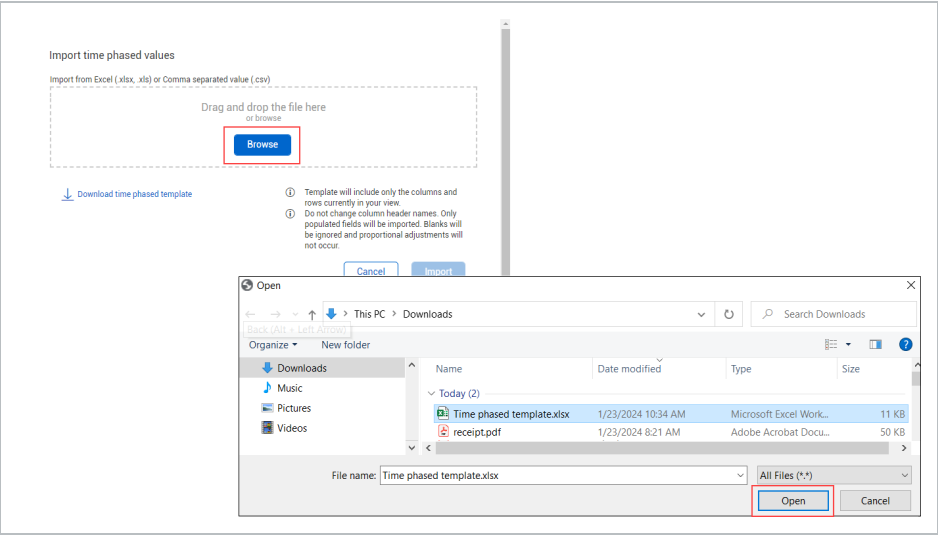 Import time phased values
Import from Excel (.xlsx, .xls) or Comma separated value (.csv)
Drag and drop the file here
or browse
Browse
Download time phased template
Template will include only the columns and
rows currently in your view.
Do not change column header names. Only
populated fields will be imported. Blanks will
be ignored and proportional adjustments will
not occur.
Cancel Import
Open
This PC > Downloads Search Downloads
Back (Alt + Left Arrow)
Organize New folder
Downloads
Music
Pictures
Videos
Name Date modified Type Size
Today (2)
Time phased template.xlsx 1/23/2024 10:34 AM Microsoft Excel Work... 11 KB
receipt.pdf 1/23/2024 8:21 AM Adobe Acrobat Docu... 50 KB
File name: Time phased template.xlsx All Files (*.*)
Open Cancel